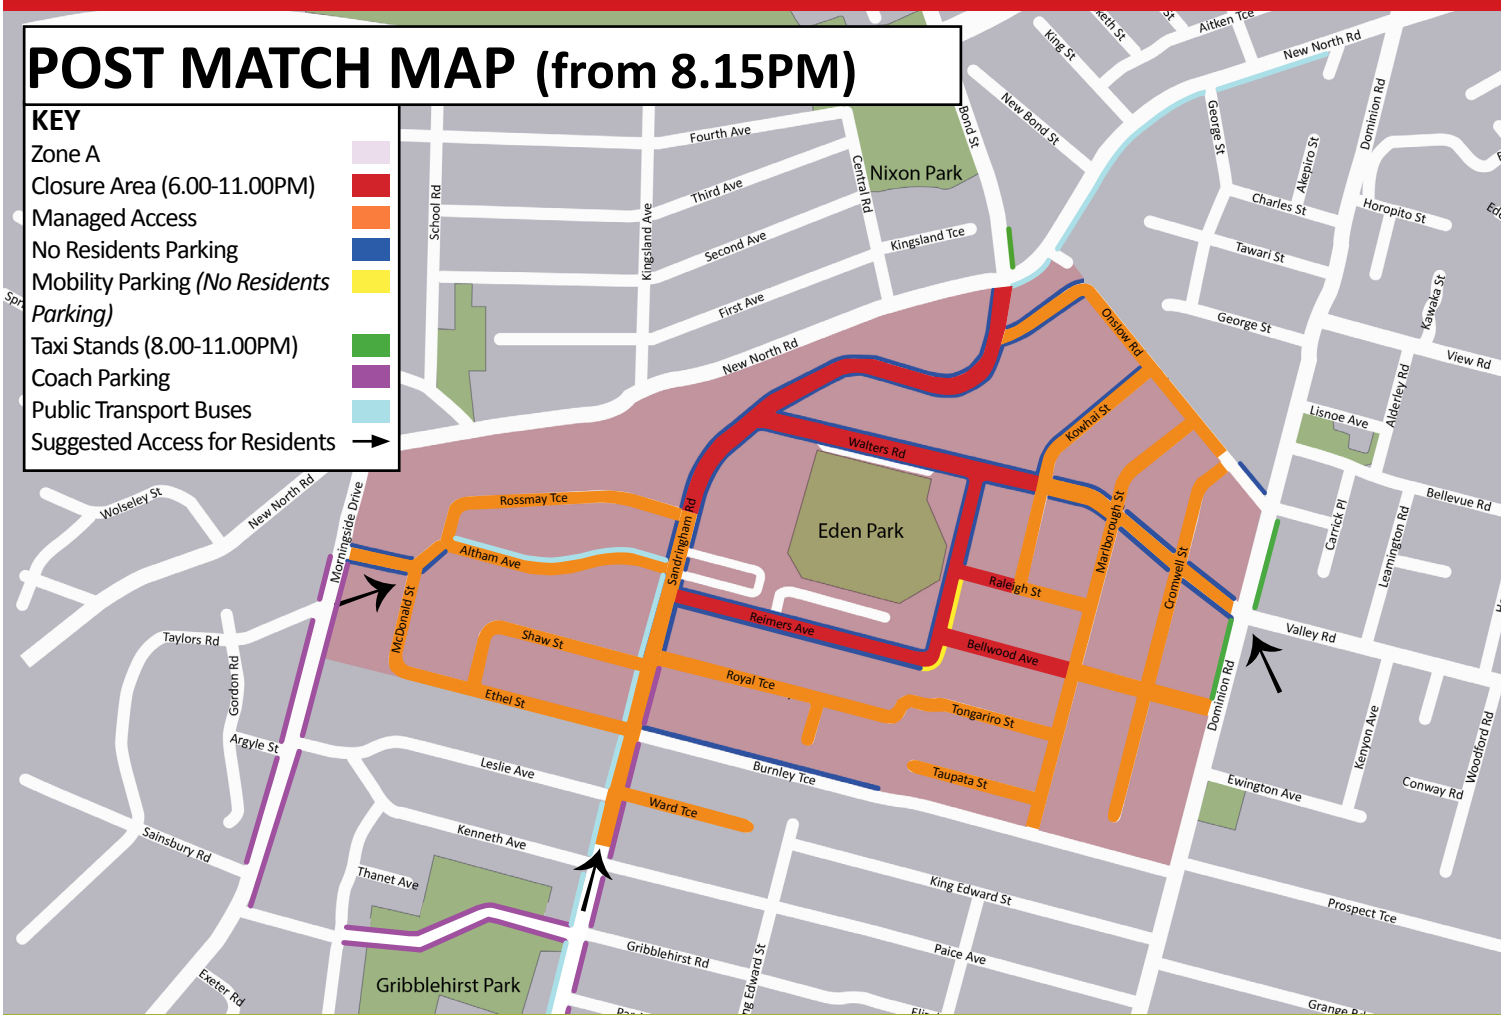 POST MATCH MAP (from 8.15PM)
KEY
Zone A
Closure Area (6.00-11.00PM)
Managed Access
No Residents Parking
Mobility Parking (No Residents
Parking)
Taxi Stands (8.00-11.00PM)
Coach Parking
Public Transport Buses
Suggested Access for Residents
Aitken Tce
King St
New North Rd
Bond St
New Bond St
George St
Dominion Rd
Akepiro St
Fourth Ave
Nixon Park
Central Rd
Third Ave
School Rd
Kingsland Ave
Second Ave
Kingsland Tce
First Ave
Charles St
Horopito St
Tawari St
Kawaka St
George St
View Rd
Onslow Rd
New North Rd
Alderley Rd
Lisnoe Ave
Kowhai St
Walters Rd
Bellevue Rd
Wolseley St
New North Rd
Morningside Drive
Rossmay Tce
Sandringham Rd
Eden Park
Marlborough St
Carrick Pl
Leamington Rd
Altham Ave
McDonald St
Raleigh St
Cromwell St
Reimers Ave
Bellwood Ave
Valley Rd
Taylors Rd
Shaw St
Gordon Rd
Royal Tce
Ethel St
Tongariro St
Dominion Rd
Kenyon Ave
Woodford Rd
Argyle St
Leslie Ave
Burnley Tce
Taupata St
Ewington Ave
Conway Rd
Ward Tce
Sainsbury Rd
Kenneth Ave
Thanet Ave
King Edward St
Prospect Tce
Gribblehirst Rd
Paice Ave
Exeter Rd
Gribblehirst Park